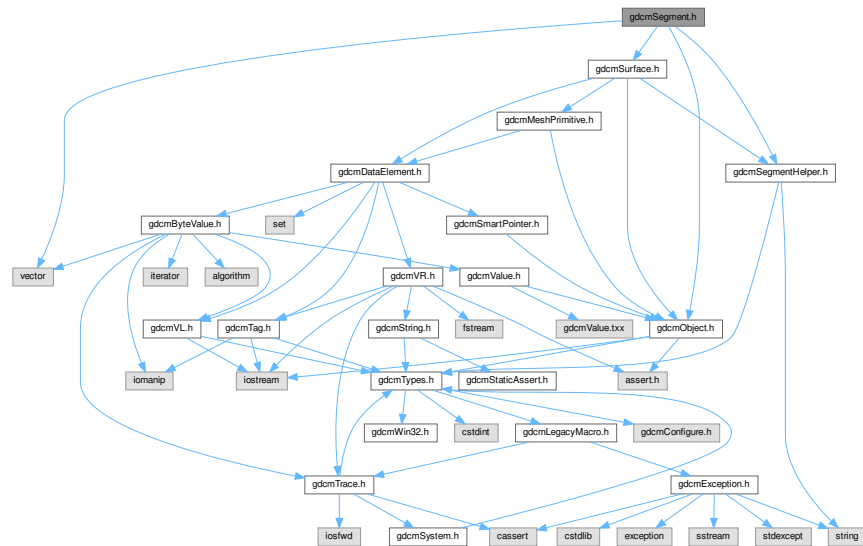 gdcmSegment.h
gdcmSurface.h
gdcmMeshPrimitive.h
gdcmDataElement.h
gdcmSegmentHelper.h
gdcmByteValue.h
set
gdcmSmartPointer.h
vector
iterator
algorithm
gdcmVR.h
gdcmValue.h
gdcmVL.h
gdcmTag.h
gdcmString.h
fstream
gdcmValue.txx
gdcmObject.h
iomanip
iostream
gdcmTypes.h
gdcmStaticAssert.h
assert.h
gdcmWin32.h
cstdint
gdcmLegacyMacro.h
gdcmConfigure.h
gdcmTrace.h
gdcmException.h
iosfwd
gdcmSystem.h
cassert
cstdlib
exception
sstream
stdexcept
string